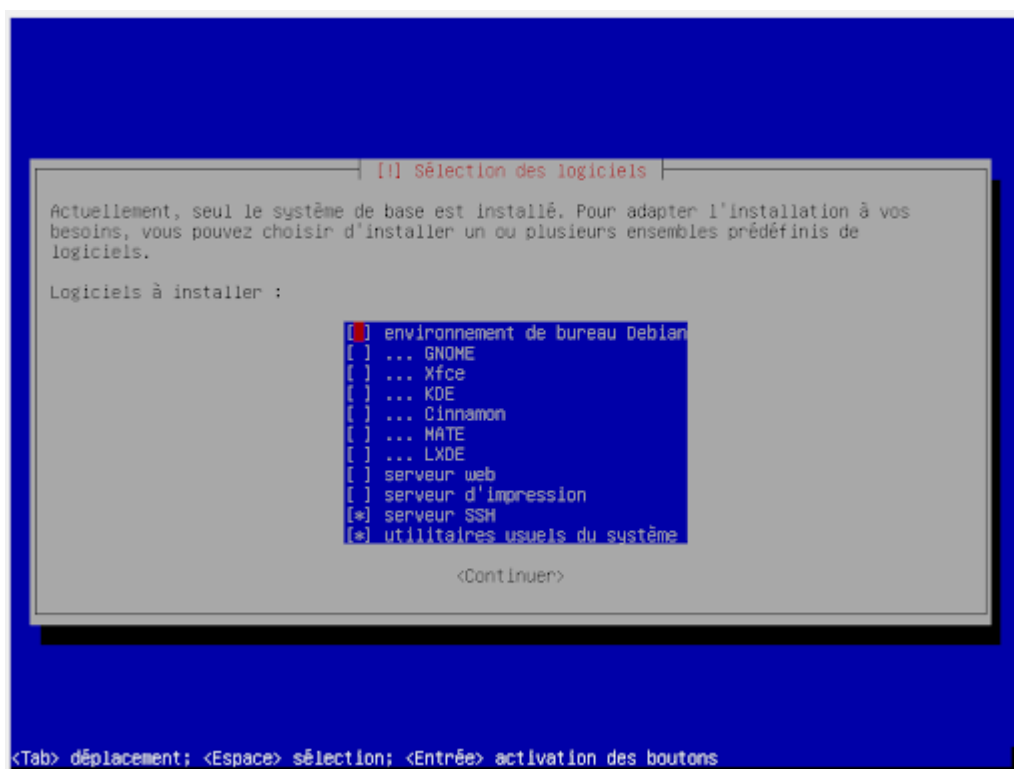 [!] Sélection des logiciels
Actuellement, seul le système de base est installé. Pour adapter l'installation à vos
besoins, vous pouvez choisir d'installer un ou plusieurs ensembles prédéfinis de
logiciels.
Logiciels à installer :
[ ] environnement de bureau Debian
[ ] ... GNOME
[ ] ... Xfce
[ ] ... KDE
[ ] ... Cinnamon
[ ] ... MATE
[ ] ... LXDE
[ ] serveur web
[ ] serveur d'impression
[*] serveur SSH
[*] utilitaires usuels du système
<Continuer>
<Tab> déplacement; <Espace> sélection; <Entrée> activation des boutons